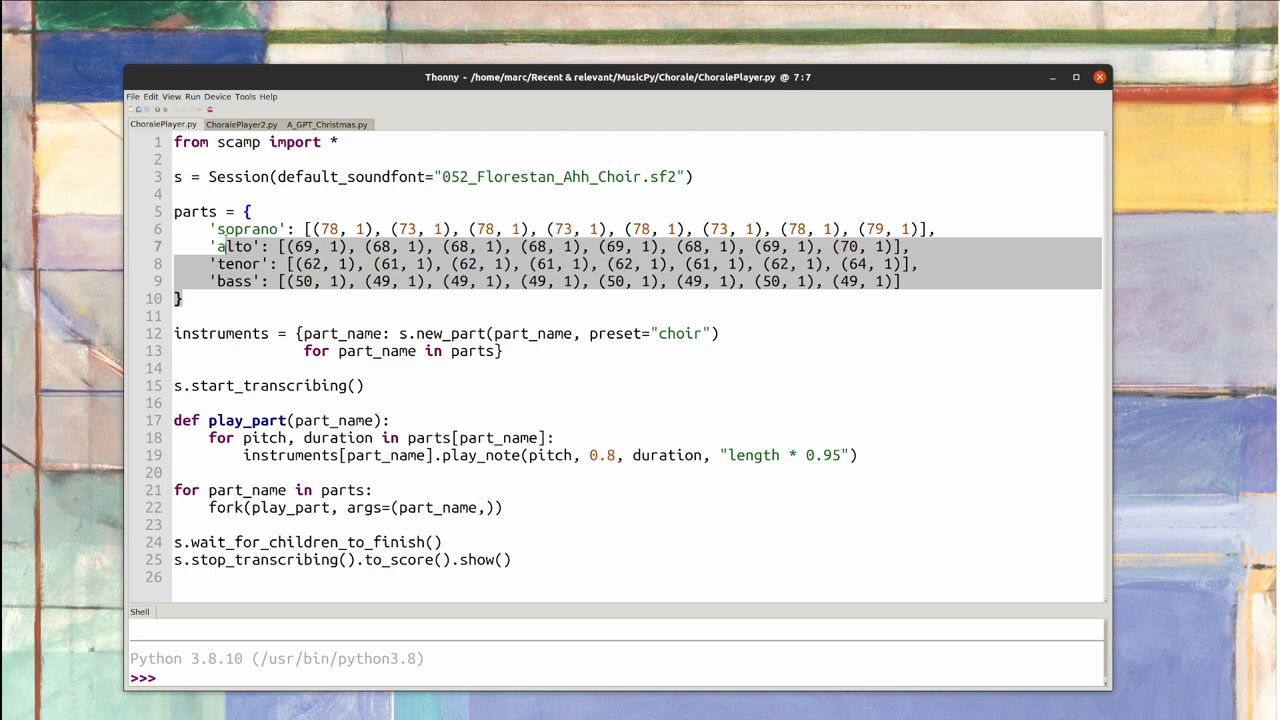 Thonny - /home/marc/Recent & relevant/MusicPy/Chorale/ChoralePlayer.py @ 7:7
File Edit View Run Device Tools Help
ChoralePlayer.py ChoralePlayer2.py A_GPT_Christmas.py
1 from scamp import *
2
3 s = Session(default_soundfont="052_Florestan_Ahh_Choir.sf2")
4
5 parts = {
6 'soprano': [(78, 1), (73, 1), (78, 1), (73, 1), (78, 1), (73, 1), (78, 1), (79, 1)],
7 'alto': [(69, 1), (68, 1), (68, 1), (68, 1), (69, 1), (68, 1), (69, 1), (70, 1)],
8 'tenor': [(62, 1), (61, 1), (62, 1), (61, 1), (62, 1), (61, 1), (62, 1), (64, 1)],
9 'bass': [(50, 1), (49, 1), (49, 1), (49, 1), (50, 1), (49, 1), (50, 1), (49, 1)]
10 }
11
12 instruments = {part_name: s.new_part(part_name, preset="choir")
13 for part_name in parts}
14
15 s.start_transcribing()
16
17 def play_part(part_name):
18 for pitch, duration in parts[part_name]:
19 instruments[part_name].play_note(pitch, 0.8, duration, "length * 0.95")
20
21 for part_name in parts:
22 fork(play_part, args=(part_name,))
23
24 s.wait_for_children_to_finish()
25 s.stop_transcribing().to_score().show()
26
Shell
Python 3.8.10 (/usr/bin/python3.8)
>>>